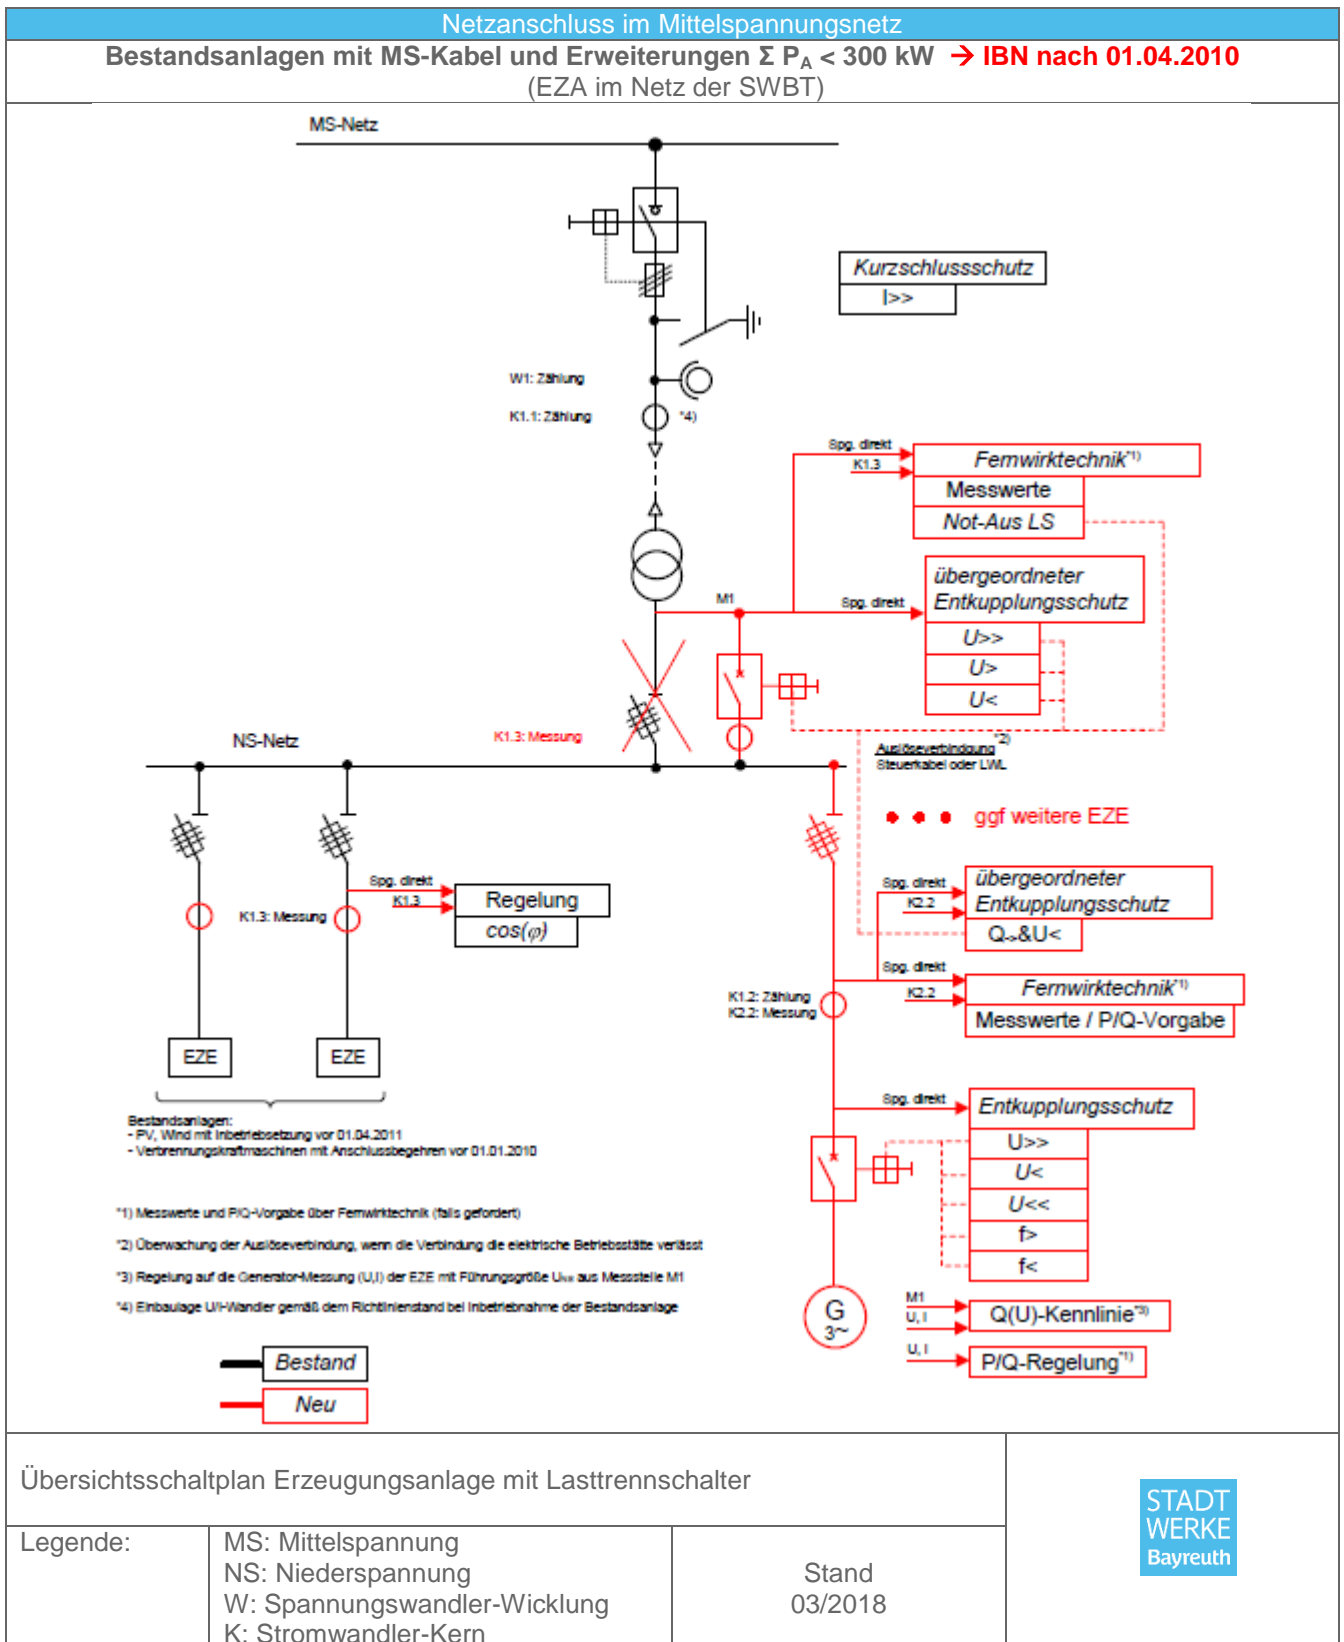 Netzanschluss im Mittelspannungsnetz
Bestandsanlagen mit MS-Kabel und Erweiterungen Σ PA < 300 kW → IBN nach 01.04.2010
(EZA im Netz der SWBT)
MS-Netz
Kurzschlussschutz
I>>
W1: Zählung
K1.1: Zählung
*4)
Spg. direkt
K1.3
Fernwirktechnik*1)
Messwerte
Not-Aus LS
M1
Spg. direkt
übergeordneter
Entkupplungsschutz
U>>
U>
U<
K1.3: Messung
NS-Netz
Auslöseverbindung*2)
Steuerkabel oder LWL
ggf weitere EZE
Spg. direkt
K1.3
Regelung
cos(φ)
K1.3: Messung
Spg. direkt
K2.2
übergeordneter
Entkupplungsschutz
Q->&U<
Spg. direkt
K2.2
Fernwirktechnik*1)
Messwerte / P/Q-Vorgabe
K1.2: Zählung
K2.2: Messung
EZE
EZE
Bestandsanlagen:
- PV, Wind mit Inbetriebsetzung vor 01.04.2011
- Verbrennungskraftmaschinen mit Anschlussbegehren vor 01.01.2010
Spg. direkt
Entkupplungsschutz
U>>
U<
U<<
f>
f<
*1) Messwerte und P/Q-Vorgabe über Fernwirktechnik (falls gefordert)
*2) Überwachung der Auslöseverbindung, wenn die Verbindung die elektrische Betriebsstätte verlässt
*3) Regelung auf die Generator-Messung (U,I) der EZE mit Führungsgröße UNS aus Messstelle M1
*4) Einbaulage U/I-Wandler gemäß dem Richtlinienstand bei Inbetriebnahme der Bestandsanlage
G
3~
M1
U, I
Q(U)-Kennlinie*3)
U, I
P/Q-Regelung*1)
Bestand
Neu
Übersichtsschaltplan Erzeugungsanlage mit Lasttrennschalter
Legende:
MS: Mittelspannung
NS: Niederspannung
W: Spannungswandler-Wicklung
K: Stromwandler-Kern
Stand
03/2018
STADT
WERKE
Bayreuth